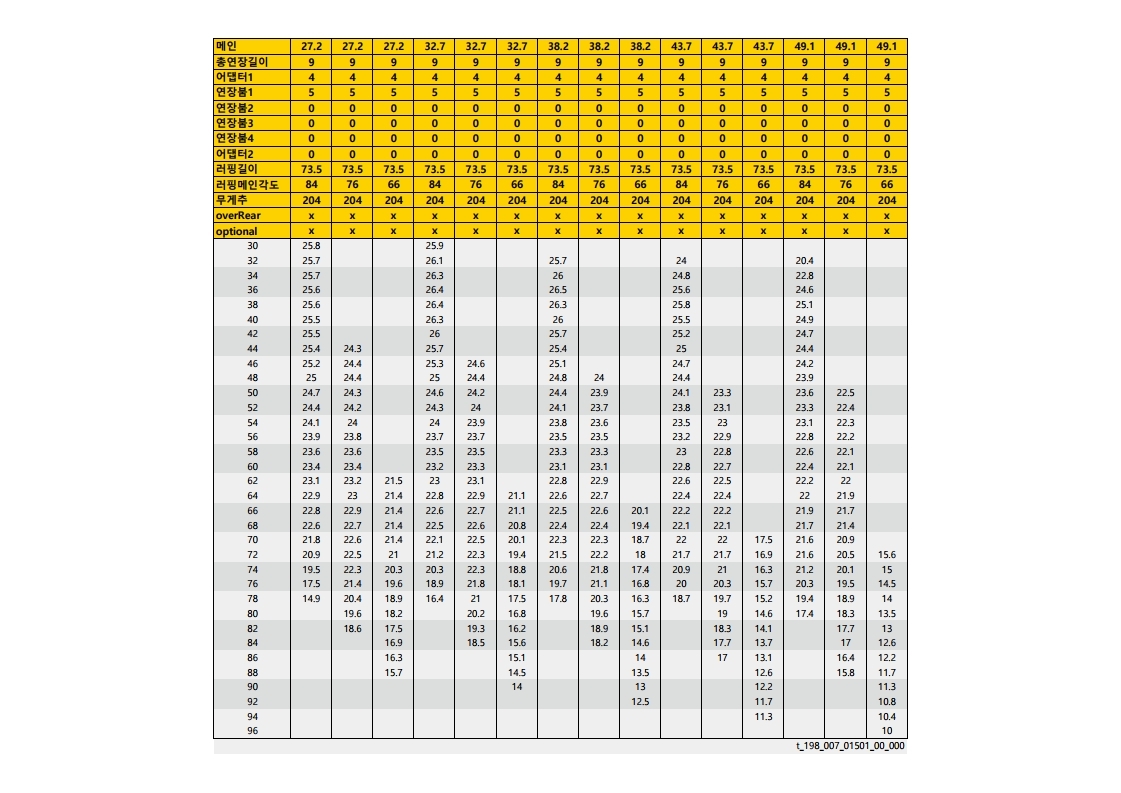 메인 27.2 27.2 27.2 32.7 32.7 32.7 38.2 38.2 38.2 43.7 43.7 43.7 49.1 49.1 49.1
총연장길이 9 9 9 9 9 9 9 9 9 9 9 9 9 9 9
어댑터1 4 4 4 4 4 4 4 4 4 4 4 4 4 4 4
연장붐1 5 5 5 5 5 5 5 5 5 5 5 5 5 5 5
연장붐2 0 0 0 0 0 0 0 0 0 0 0 0 0 0 0
연장붐3 0 0 0 0 0 0 0 0 0 0 0 0 0 0 0
연장붐4 0 0 0 0 0 0 0 0 0 0 0 0 0 0 0
어댑터2 0 0 0 0 0 0 0 0 0 0 0 0 0 0 0
러핑길이 73.5 73.5 73.5 73.5 73.5 73.5 73.5 73.5 73.5 73.5 73.5 73.5 73.5 73.5 73.5
러핑메인각도 84 76 66 84 76 66 84 76 66 84 76 66 84 76 66
무게추 204 204 204 204 204 204 204 204 204 204 204 204 204 204 204
overRear x x x x x x x x x x x x x x x
optional x x x x x x x x x x x x x x x
30 25.8 25.9
32 25.7 26.1 25.7 24 20.4
34 25.7 26.3 26 24.8 22.8
36 25.6 26.4 26.5 25.6 24.6
38 25.6 26.4 26.3 25.8 25.1
40 25.5 26.3 26 25.5 24.9
42 25.5 26 25.7 25.2 24.7
44 25.4 24.3 25.7 25.4 25 24.4
46 25.2 24.4 25.3 24.6 25.1 24.7 24.2
48 25 24.4 25 24.4 24.8 24 24.4 23.9
50 24.7 24.3 24.6 24.2 24.4 23.9 24.1 23.3 23.6 22.5
52 24.4 24.2 24.3 24 24.1 23.7 23.8 23.1 23.3 22.4
54 24.1 24 24 23.9 23.8 23.6 23.5 23 23.1 22.3
56 23.9 23.8 23.7 23.7 23.5 23.5 23.2 22.9 22.8 22.2
58 23.6 23.6 23.5 23.5 23.3 23.3 23 22.8 22.6 22.1
60 23.4 23.4 23.2 23.3 23.1 23.1 22.8 22.7 22.4 22.1
62 23.1 23.2 21.5 23 23.1 22.8 22.9 22.6 22.5 22.2 22
64 22.9 23 21.4 22.8 22.9 21.1 22.6 22.7 22.4 22.4 22 21.9
66 22.8 22.9 21.4 22.6 22.7 21.1 22.5 22.6 20.1 22.2 22.2 21.9 21.7
68 22.6 22.7 21.4 22.5 22.6 20.8 22.4 22.4 19.4 22.1 22.1 21.7 21.4
70 21.8 22.6 21.4 22.1 22.5 20.1 22.3 22.3 18.7 22 22 17.5 21.6 20.9
72 20.9 22.5 21 21.2 22.3 19.4 21.5 22.2 18 21.7 21.7 16.9 21.6 20.5 15.6
74 19.5 22.3 20.3 20.3 22.3 18.8 20.6 21.8 17.4 20.9 21 16.3 21.2 20.1 15
76 17.5 21.4 19.6 18.9 21.8 18.1 19.7 21.1 16.8 20 20.3 15.7 20.3 19.5 14.5
78 14.9 20.4 18.9 16.4 21 17.5 17.8 20.3 16.3 18.7 19.7 15.2 19.4 18.9 14
80 19.6 18.2 20.2 16.8 19.6 15.7 19 14.6 17.4 18.3 13.5
82 18.6 17.5 19.3 16.2 18.9 15.1 18.3 14.1 17.7 13
84 16.9 18.5 15.6 18.2 14.6 17.7 13.7 17 12.6
86 16.3 15.1 14 17 13.1 16.4 12.2
88 15.7 14.5 13.5 12.6 15.8 11.7
90 14 13 12.2 11.3
92 12.5 11.7 10.8
94 11.3 10.4
96 10
t_198_007_01501_00_000